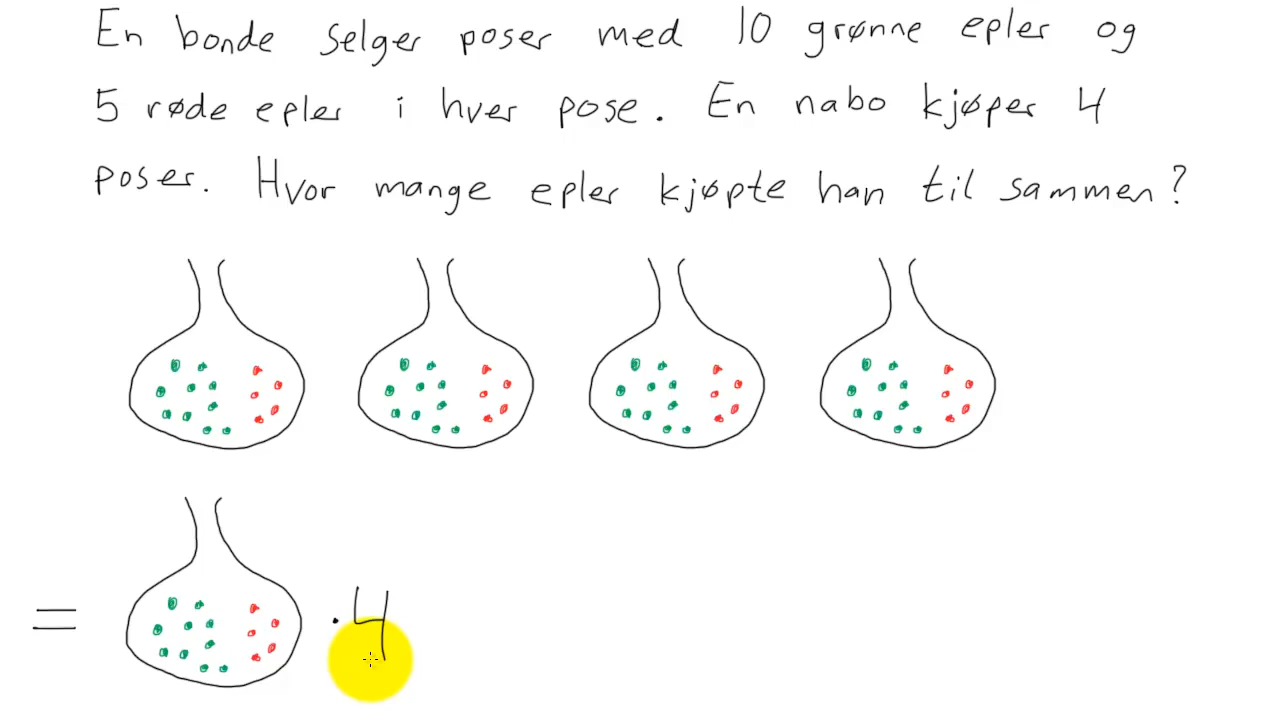 En bonde selger poser med 10 grønne epler og
5 røde epler i hver pose. En nabo kjøper 4
poser. Hvor mange epler kjøpte han til sammen?
= · 4